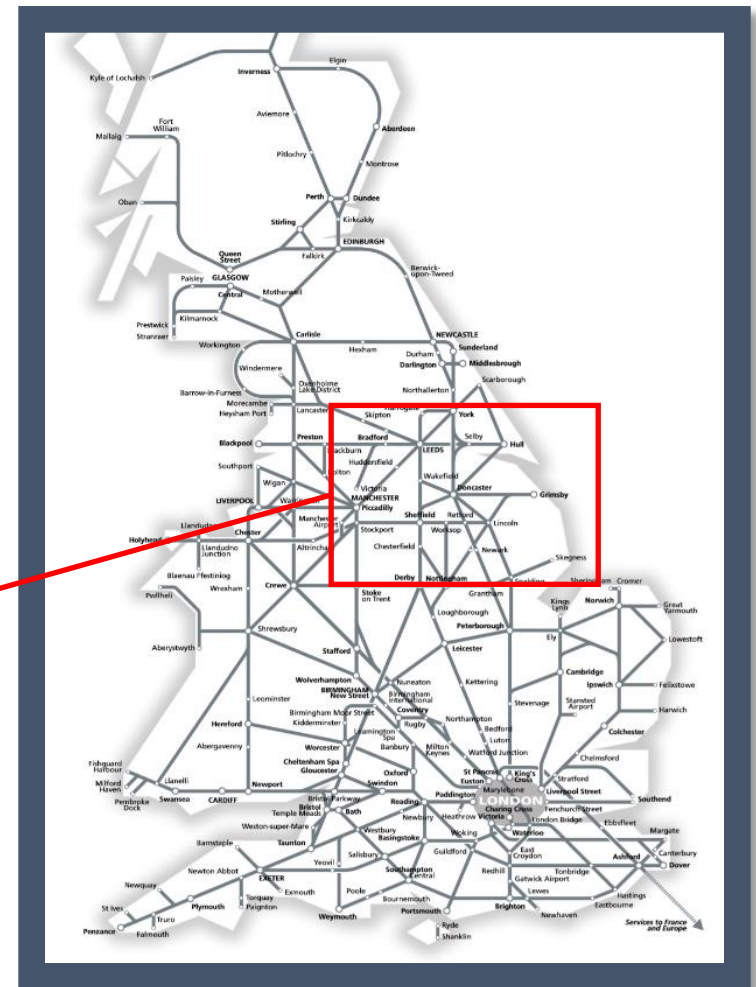 Elgin
Kyle of Lochalsh
Inverness
Aviemore
Fort
William
Mallaig
Aberdeen
Pitlochry
Montrose
Perth
Dundee
Oban
Kirkcaldy
Stirling
EDINBURGH
Queen
Street
Falkirk
Berwick-
upon-Tweed
Paisley
GLASGOW
Central
Motherwell
Prestwick
Kilmarnock
Stranraer
Carlisle
NEWCASTLE
Workington
Hexham
Sunderland
Durham
Darlington
Middlesbrough
Windermere
Oxenholme
Lake District
Northallerton
Scarborough
Barrow-in-Furness
Morecambe
Heysham Port
Lancaster
Skipton
York
Preston
Bradford
Selby
Hull
Blackpool
LEEDS
Huddersfield
Southport
Wakefield
Wigan
Victoria
Doncaster
Grimsby
LIVERPOOL
MANCHESTER
Piccadilly
Manchester
Airport
Sheffield
Retford
Stockport
Worksop
Lincoln
Holyhead
Chester
Llandudno
Junction
Altrincham
Chesterfield
Newark
Skegness
Blaenau Ffestiniog
Derby
Nottingham
Pwllheli
Wrexham
Crewe
Stoke
on Trent
Grantham
Sheringham
Cromer
Kings
Lynn
Norwich
Great
Yarmouth
Loughborough
Aberystwyth
Shrewsbury
Peterborough
Ely
Lowestoft
Stafford
Leicester
Wolverhampton
BIRMINGHAM
New Street
Nuneaton
Birmingham
International
Kettering
Cambridge
Ipswich
Felixstowe
Leominster
Coventry
Stevenage
Stansted
Airport
Harwich
Birmingham Moor Street
Kidderminster
Rugby
Northampton
Hereford
Leamington
Spa
Bedford
Colchester
Abergavenny
Worcester
Banbury
Milton
Keynes
Luton
Cheltenham Spa
Watford Junction
Chelmsford
Fishguard
Harbour
Gloucester
Oxford
St Pancras
King's
Cross
Stratford
Milford
Haven
Llanelli
Swindon
Euston
Marylebone
Liverpool Street
Pembroke
Dock
Swansea
CARDIFF
Newport
Bristol Parkway
Reading
Paddington
LONDON
Fenchurch Street
Southend
Bristol
Temple Meads
Bath
Newbury
Heathrow
Victoria
Charing Cross
London Bridge
Ebbsfleet
Weston-super-Mare
Westbury
Basingstoke
Woking
Waterloo
Margate
Barnstaple
Taunton
Salisbury
Guildford
East
Croydon
Canterbury
Ashford
Dover
Newton Abbot
Yeovil
Southampton
Central
Redhill
Tonbridge
Newquay
EXETER
Exmouth
Poole
Gatwick Airport
St Ives
Plymouth
Torquay
Paignton
Bournemouth
Lewes
Hastings
Eastbourne
Truro
Weymouth
Portsmouth
Brighton
Newhaven
Penzance
Falmouth
Ryde
Shanklin
Services to France
and Europe